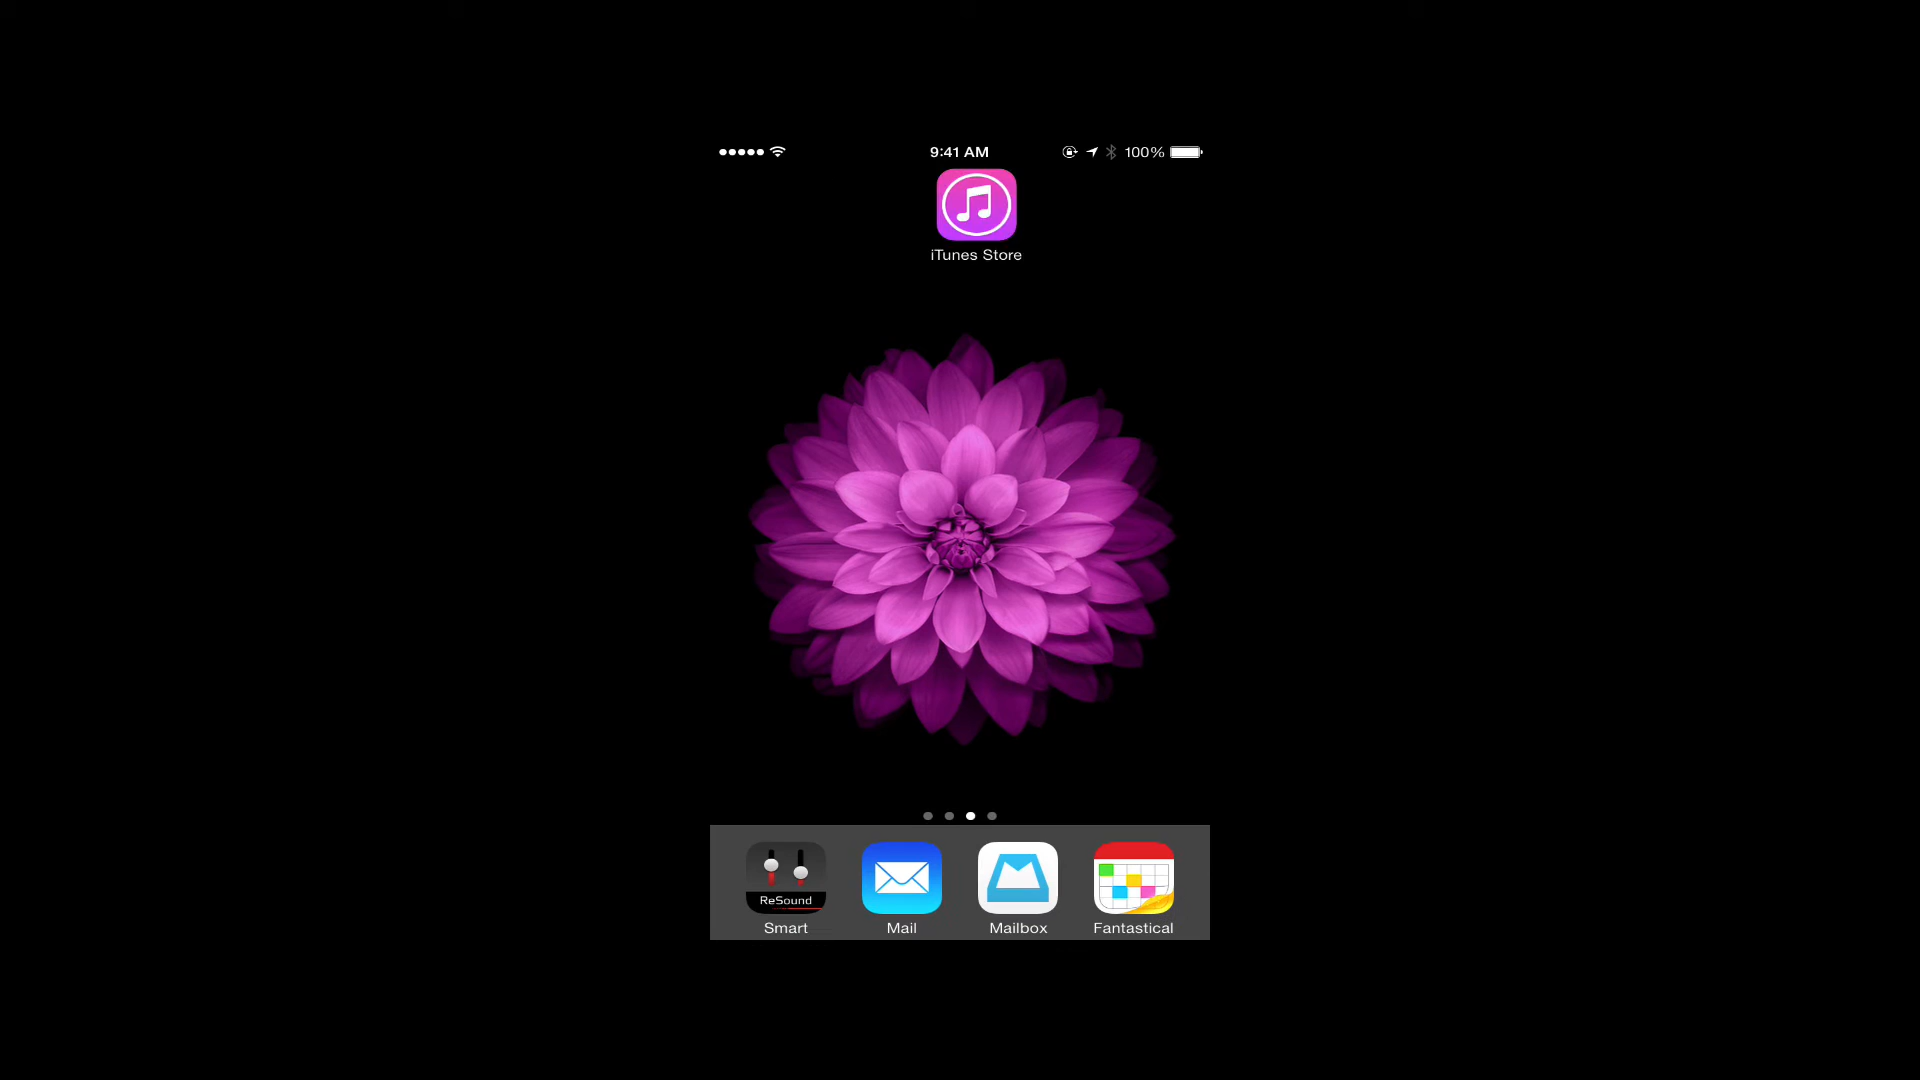 9:41 AM
100%
iTunes Store
ReSound
Smart
Mail
Mailbox
Fantastical